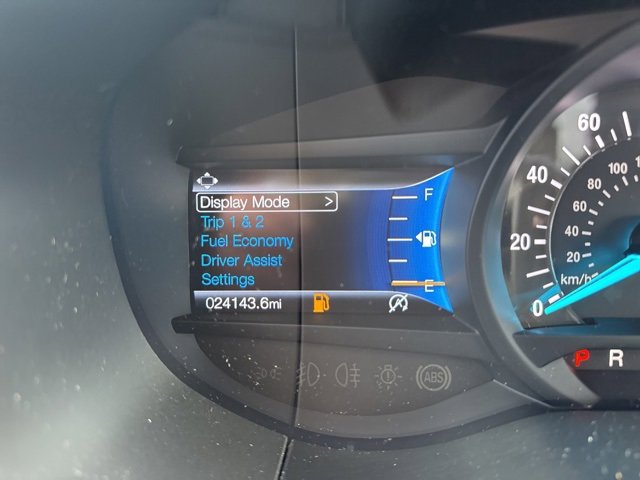 Display Mode >
Trip 1 & 2
Fuel Economy
Driver Assist
Settings
024143.6mi
F
E
60
40
20
0
100
80
60
40
20
km/h
P R
ABS